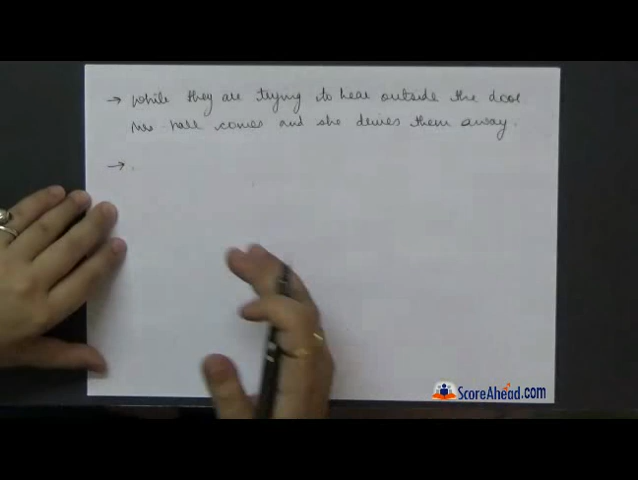 → while they are trying to hear outside the door
Mrs Hall comes and she drives them away.
→
ScoreAhead.com